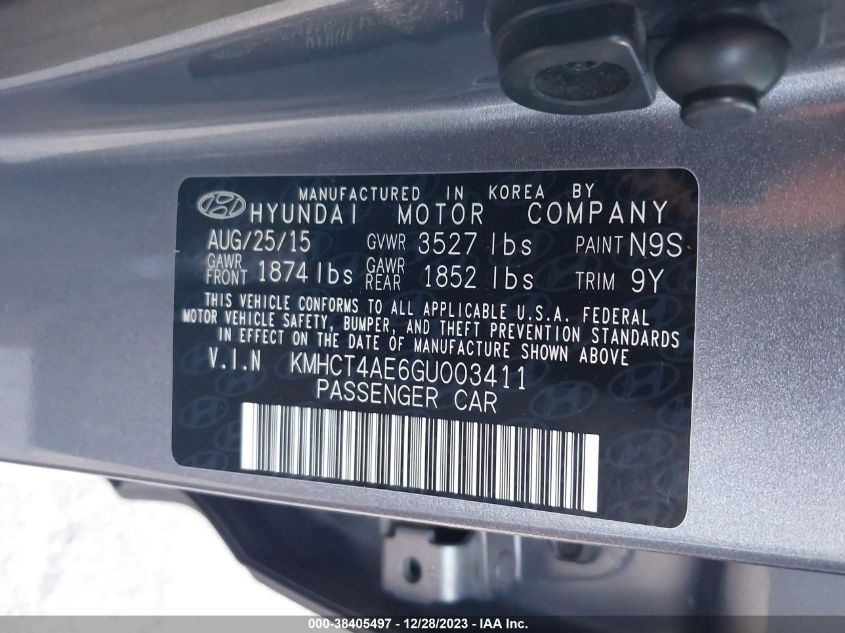 MANUFACTURED IN KOREA BY
HYUNDAI MOTOR COMPANY
AUG/25/15 GVWR 3527 lbs PAINT N9S
GAWR FRONT 1874 lbs GAWR REAR 1852 lbs TRIM 9Y
THIS VEHICLE CONFORMS TO ALL APPLICABLE U.S.A. FEDERAL
MOTOR VEHICLE SAFETY, BUMPER, AND THEFT PREVENTION STANDARDS
IN EFFECT ON THE DATE OF MANUFACTURE SHOWN ABOVE
V.I.N KMHCT4AE6GU003411
PASSENGER CAR
000-38405497 - 12/28/2023 - IAA Inc.